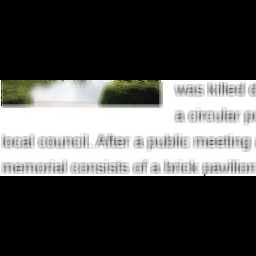 was killed
a circular
local council. After a public meeting
memorial consists of a brick pavilion